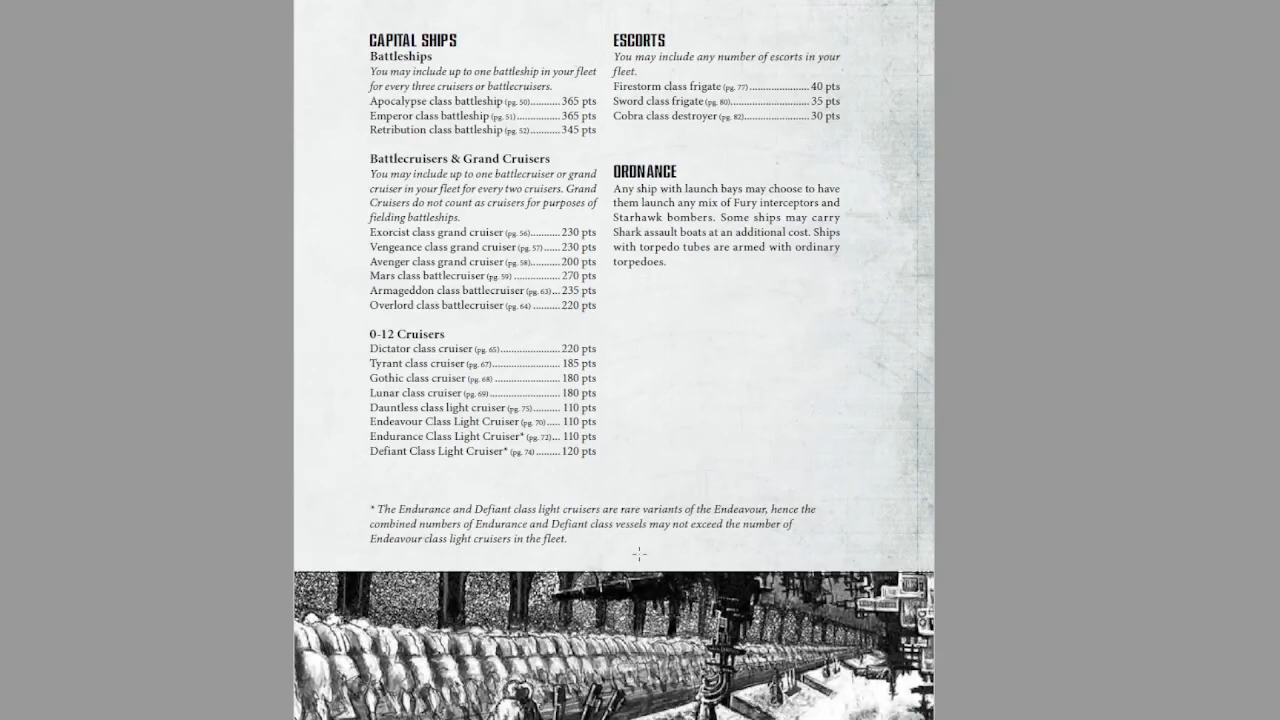 CAPITAL SHIPS
Battleships
You may include up to one battleship in your fleet
for every three cruisers or battlecruisers.
Apocalypse class battleship (pg. 50)........... 365 pts
Emperor class battleship (pg. 51)........... 365 pts
Retribution class battleship (pg. 52)........... 345 pts
Battlecruisers & Grand Cruisers
You may include up to one battlecruiser or grand
cruiser in your fleet for every two cruisers. Grand
Cruisers do not count as cruisers for purposes of
fielding battleships.
Exorcist class grand cruiser (pg. 56)........... 230 pts
Vengeance class grand cruiser (pg. 57)...... 230 pts
Avenger class grand cruiser (pg. 58)........... 200 pts
Mars class battlecruiser (pg. 59) ................. 270 pts
Armageddon class battlecruiser (pg. 63)... 235 pts
Overlord class battlecruiser (pg. 64) .......... 220 pts
0-12 Cruisers
Dictator class cruiser (pg. 65)...................... 220 pts
Tyrant class cruiser (pg. 67)......................... 185 pts
Gothic class cruiser (pg. 68) ........................ 180 pts
Lunar class cruiser (pg. 69).......................... 180 pts
Dauntless class light cruiser (pg. 75).......... 110 pts
Endeavour Class Light Cruiser (pg. 70)..... 110 pts
Endurance Class Light Cruiser* (pg. 72)... 110 pts
Defiant Class Light Cruiser* (pg. 74) ......... 120 pts
ESCORTS
You may include any number of escorts in your
fleet.
Firestorm class frigate (pg. 77)...................... 40 pts
Sword class frigate (pg. 80)............................. 35 pts
Cobra class destroyer (pg. 82)........................ 30 pts
ORDNANCE
Any ship with launch bays may choose to have
them launch any mix of Fury interceptors and
Starhawk bombers. Some ships may carry
Shark assault boats at an additional cost. Ships
with torpedo tubes are armed with ordinary
torpedoes.
* The Endurance and Defiant class light cruisers are rare variants of the Endeavour, hence the
combined numbers of Endurance and Defiant class vessels may not exceed the number of
Endeavour class light cruisers in the fleet.